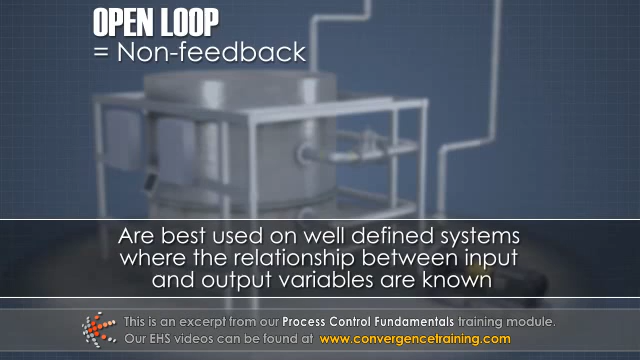 OPEN LOOP
= Non-feedback
Are best used on well defined systems
where the relationship between input
and output variables are known
This is an excerpt from our Process Control Fundamentals training module.
Our EHS videos can be found at www.convergencetraining.com